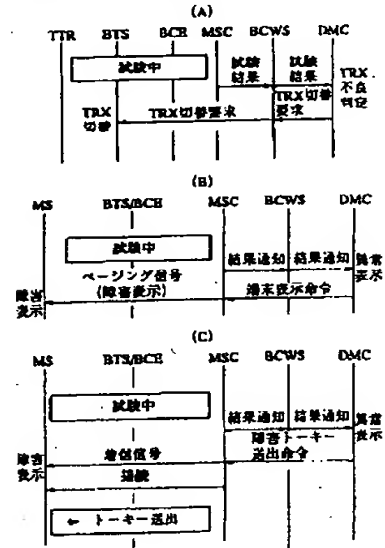 (A)
TTR BTS BCE MSC BCWS DMC
試験中
試験結果
試験結果
TRX不良判定
TRX切替
TRX切替要求
TRX切替要求
(B)
MS BTS/BCE MSC BCWS DMC
試験中
結果通知 結果通知
異常表示
ページング信号
(障害表示)
障害表示
端末表示命令
(C)
MS BTS/BCE MSC BCWS DMC
試験中
結果通知 結果通知
異常表示
障害トーキー送出命令
障害表示
着信信号
接続
← トーキー送出